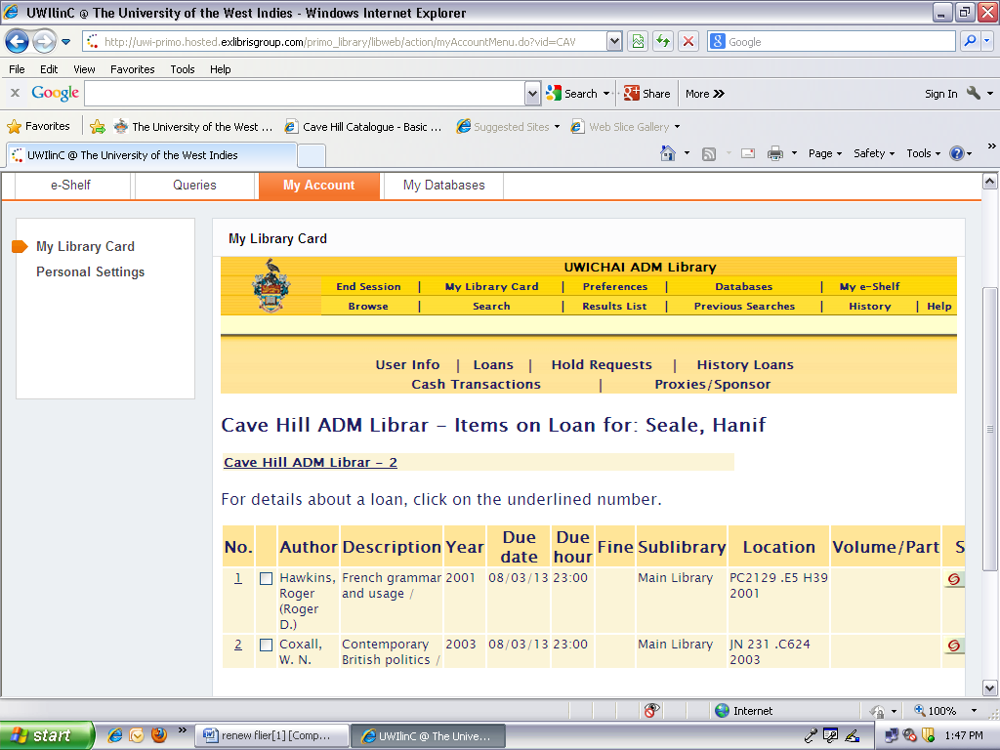 UWIlinC @ The University of the West Indies - Windows Internet Explorer
http://uwi-primo.hosted.exlibrisgroup.com/primo_library/libweb/action/myAccountMenu.do?vid=CAV
Google
File Edit View Favorites Tools Help
x Google Search Share More »
Sign In
Favorites The University of the West ... Cave Hill Catalogue - Basic ... Suggested Sites Web Slice Gallery
UWIlinC @ The University of the West Indies
Page Safety Tools »
e-Shelf Queries My Account My Databases
My Library Card
Personal Settings
My Library Card
UWICHAI ADM Library
End Session | My Library Card | Preferences | Databases | My e-Shelf
Browse | Search | Results List | Previous Searches | History | Help
User Info | Loans | Hold Requests | History Loans
Cash Transactions | Proxies/Sponsor
Cave Hill ADM Librar - Items on Loan for: Seale, Hanif
Cave Hill ADM Librar - 2
For details about a loan, click on the underlined number.
No. Author Description Year Due date Due hour Fine Sublibrary Location Volume/Part S
1 Hawkins, Roger (Roger D.) French grammar and usage / 2001 08/03/13 23:00 Main Library PC2129 .E5 H39 2001
2 Coxall, W. N. Contemporary British politics / 2003 08/03/13 23:00 Main Library JN 231 .C624 2003
Internet 100%
start » renew flier[1] [Comp... UWIlinC @ The Unive... 1:47 PM